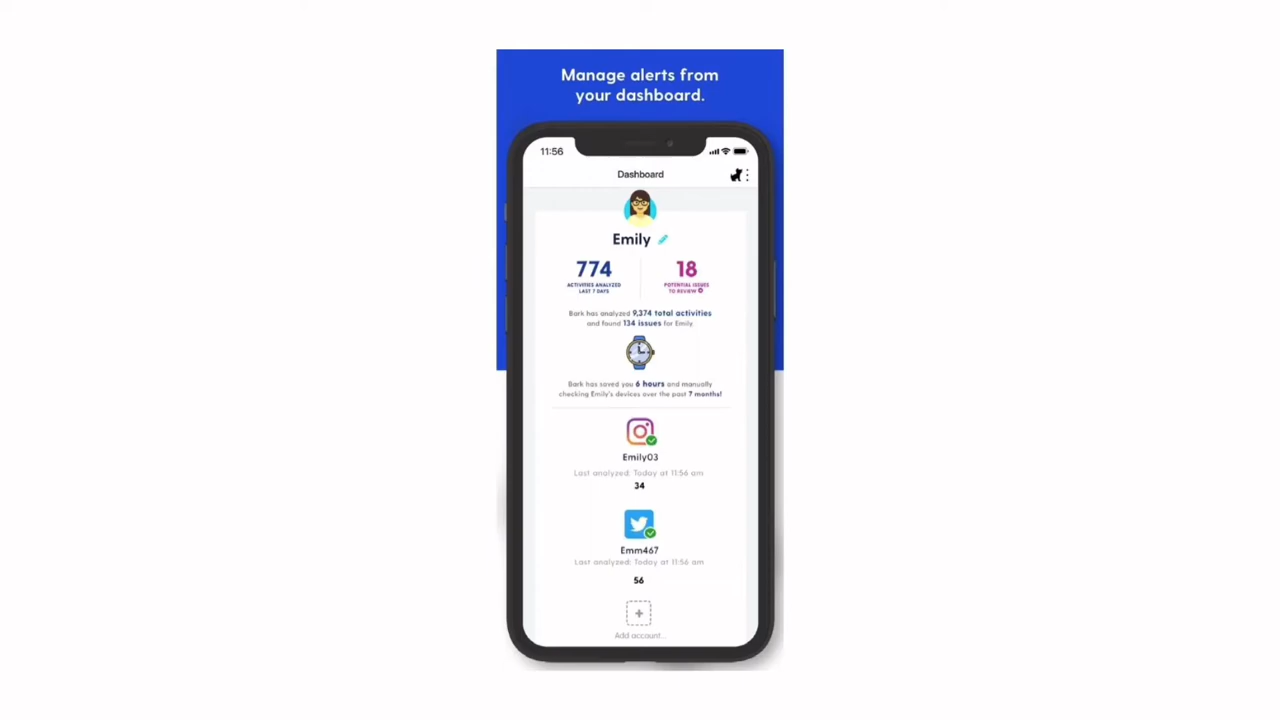 Manage alerts from
your dashboard.
11:56
Dashboard
Emily
774
18
ACTIVITIES ANALYZED
LAST 7 DAYS
POTENTIAL ISSUES
TO REVIEW
Bark has analyzed 9,374 total activities
and found 134 issues for Emily
Bark has saved you 6 hours and manually
checking Emily's devices over the past 7 months!
Emily03
Last analyzed: Today at 11:56 am
34
Emm467
Last analyzed: Today at 11:56 am
56
+
Add account...